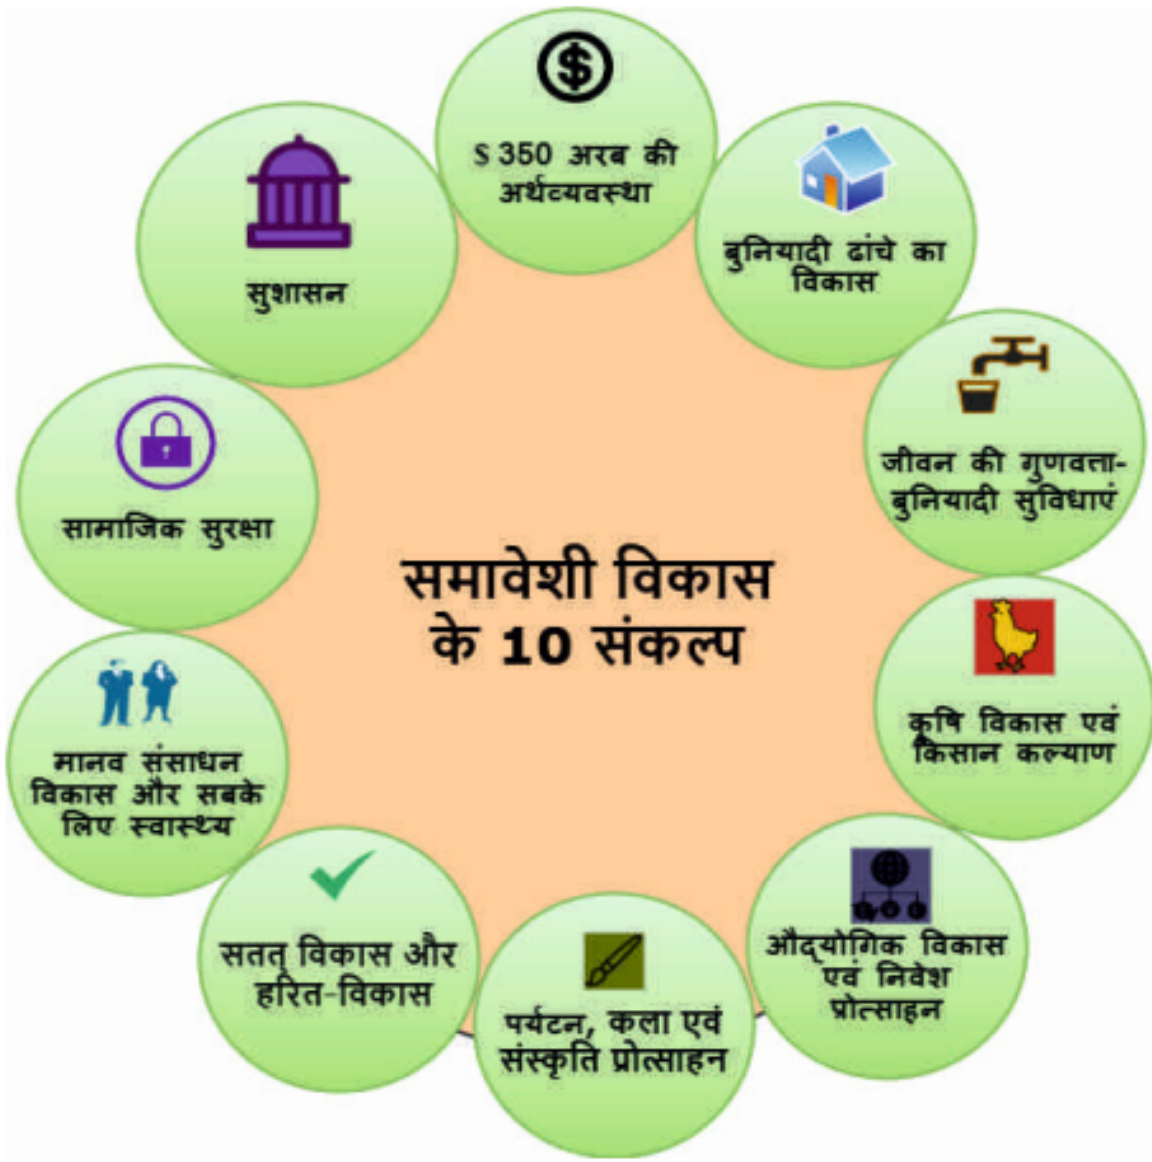 $ 350 अरब की
अर्थव्यवस्था
बुनियादी ढांचे का
विकास
जीवन की गुणवत्ता-
बुनियादी सुविधाएं
कृषि विकास एवं
किसान कल्याण
औद्योगिक विकास
एवं निवेश
प्रोत्साहन
पर्यटन, कला एवं
संस्कृति प्रोत्साहन
सतत् विकास और
हरित-विकास
मानव संसाधन
विकास और सबके
लिए स्वास्थ्य
सामाजिक सुरक्षा
सुशासन
समावेशी विकास
के 10 संकल्प